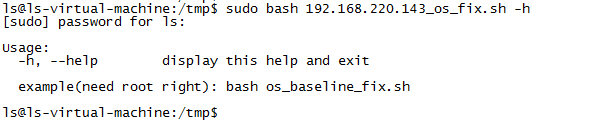 ls@ls-virtual-machine:/tmp$ sudo bash 192.168.220.143_os_fix.sh -h
[sudo] password for ls:
Usage:
-h, --help display this help and exit
example(need root right): bash os_baseline_fix.sh
ls@ls-virtual-machine:/tmp$